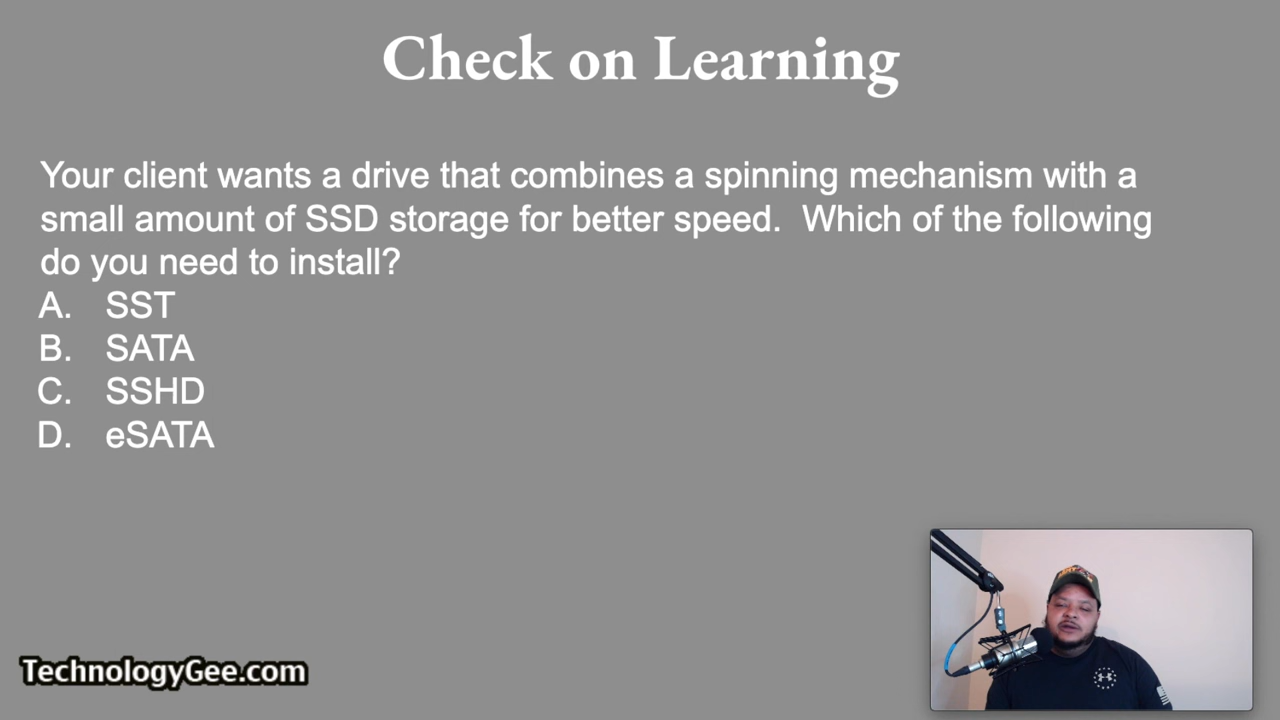 Check on Learning
Your client wants a drive that combines a spinning mechanism with a
small amount of SSD storage for better speed.  Which of the following
do you need to install?
A. SST
B. SATA
C. SSHD
D. eSATA
TechnologyGee.com